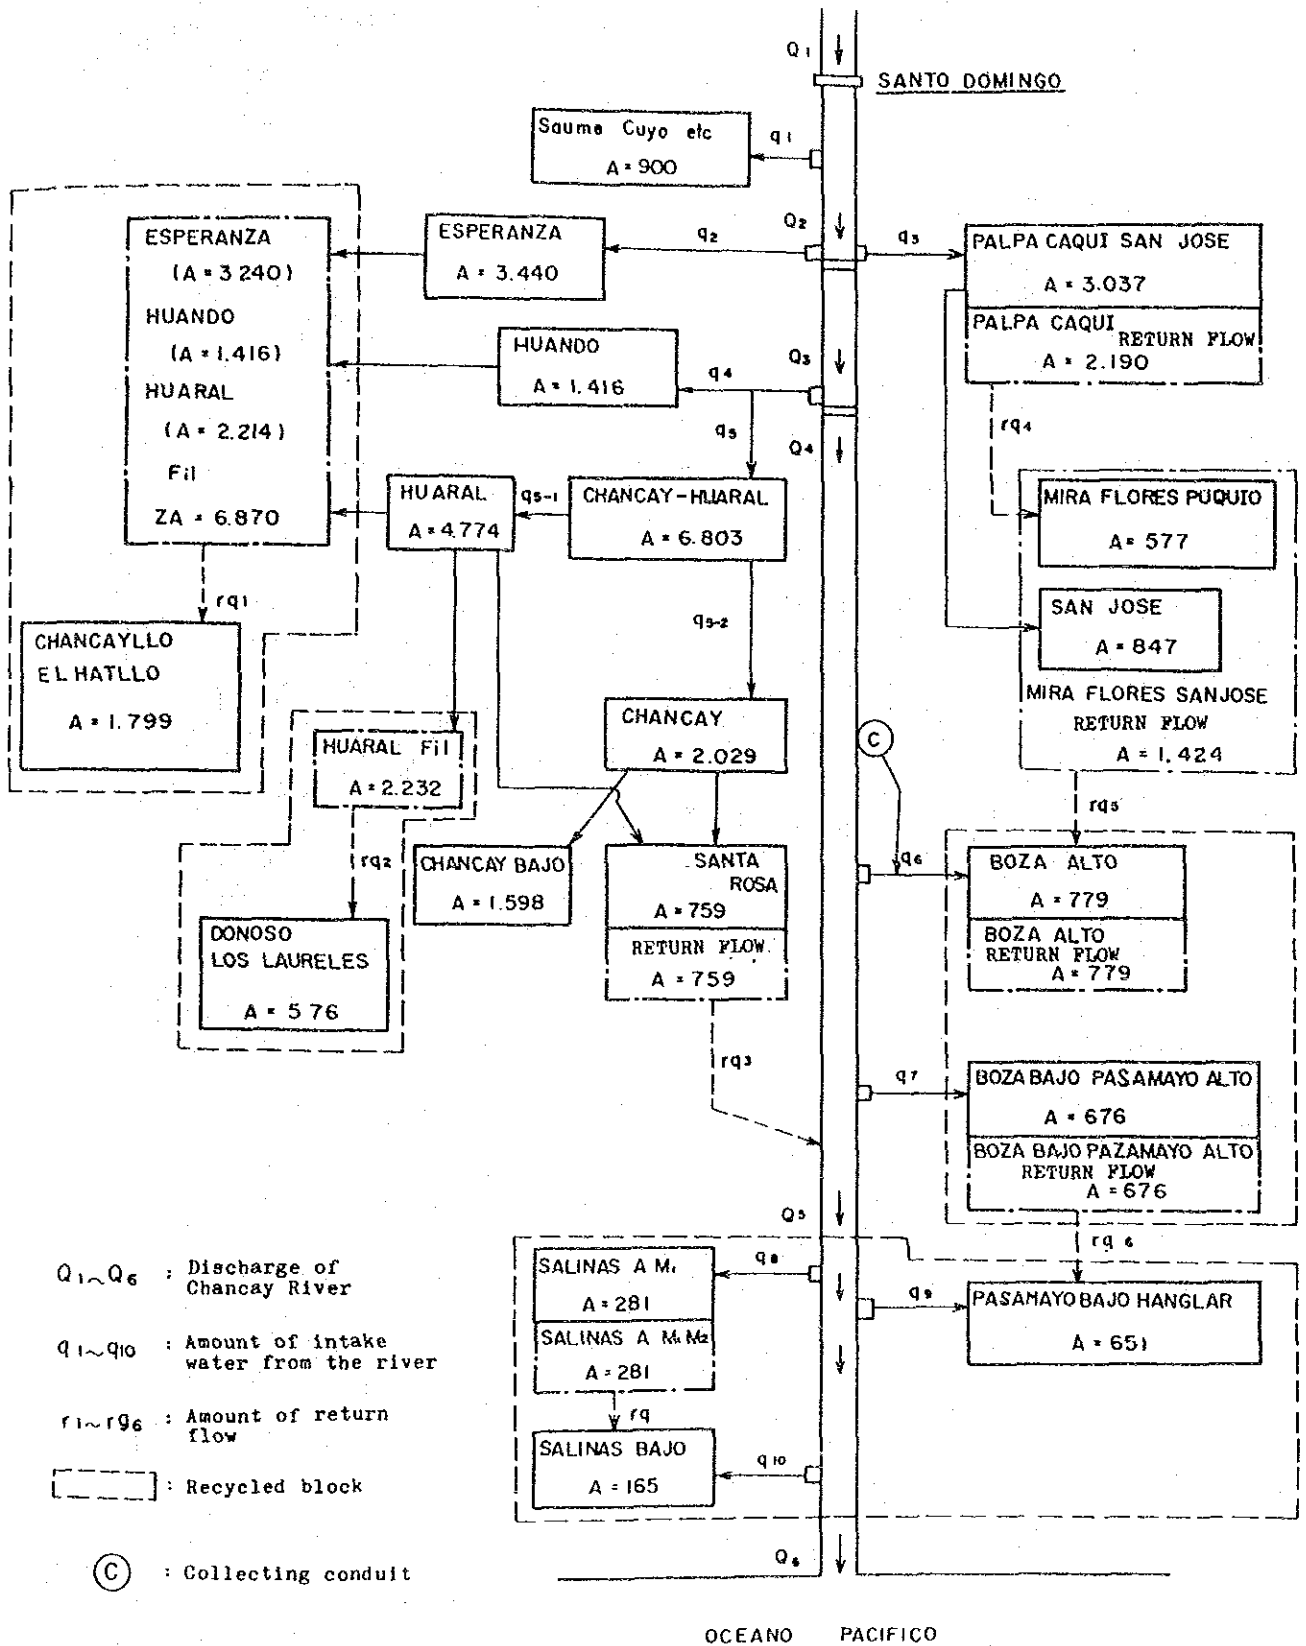 Q1
SANTO DOMINGO
Saume Cuyo etc
A = 900
q1
Q2
q2
q3
ESPERANZA
(A = 3.240)
HUANDO
(A = 1.416)
HUARAL
(A = 2.214)
Fil
ZA = 6.870
ESPERANZA
A = 3.440
PALPA CAQUI SAN JOSE
A = 3.037
PALPA CAQUI
RETURN FLOW
A = 2.190
HUANDO
A = 1.416
q4
Q3
q5
Q4
rq4
HUARAL
A = 4.774
q5-1
CHANCAY-HUARAL
A = 6.803
MIRA FLORES PUQUIO
A = 577
rq1
q5-2
SAN JOSE
A = 847
MIRA FLORES SANJOSE
RETURN FLOW
A = 1,424
CHANCAYLLO
EL HATLLO
A = 1.799
CHANCAY
A = 2.029
C
HUARAL Fil
A = 2.232
rq5
rq2
CHANCAY BAJO
A = 1.598
SANTA
ROSA
A = 759
RETURN FLOW.
A = 759
q6
BOZA ALTO
A = 779
BOZA ALTO
RETURN FLOW
A = 779
DONOSO
LOS LAURELES
A = 5 76
rq3
q7
BOZA BAJO PASAMAYO ALTO
A = 676
BOZA BAJO PAZAMAYO ALTO
RETURN FLOW
A = 676
Q5
rq 6
SALINAS A M1
A = 281
SALINAS A M1 M2
A = 281
q8
q9
PASAMAYO BAJO HANGLAR
A = 651
rq
SALINAS BAJO
A = 165
q10
Q6
Q1~Q6 : Discharge of
Chancay River
q1~q10 : Amount of intake
water from the river
r1~rg6 : Amount of return
flow
: Recycled block
C : Collecting conduit
OCEANO PACIFICO